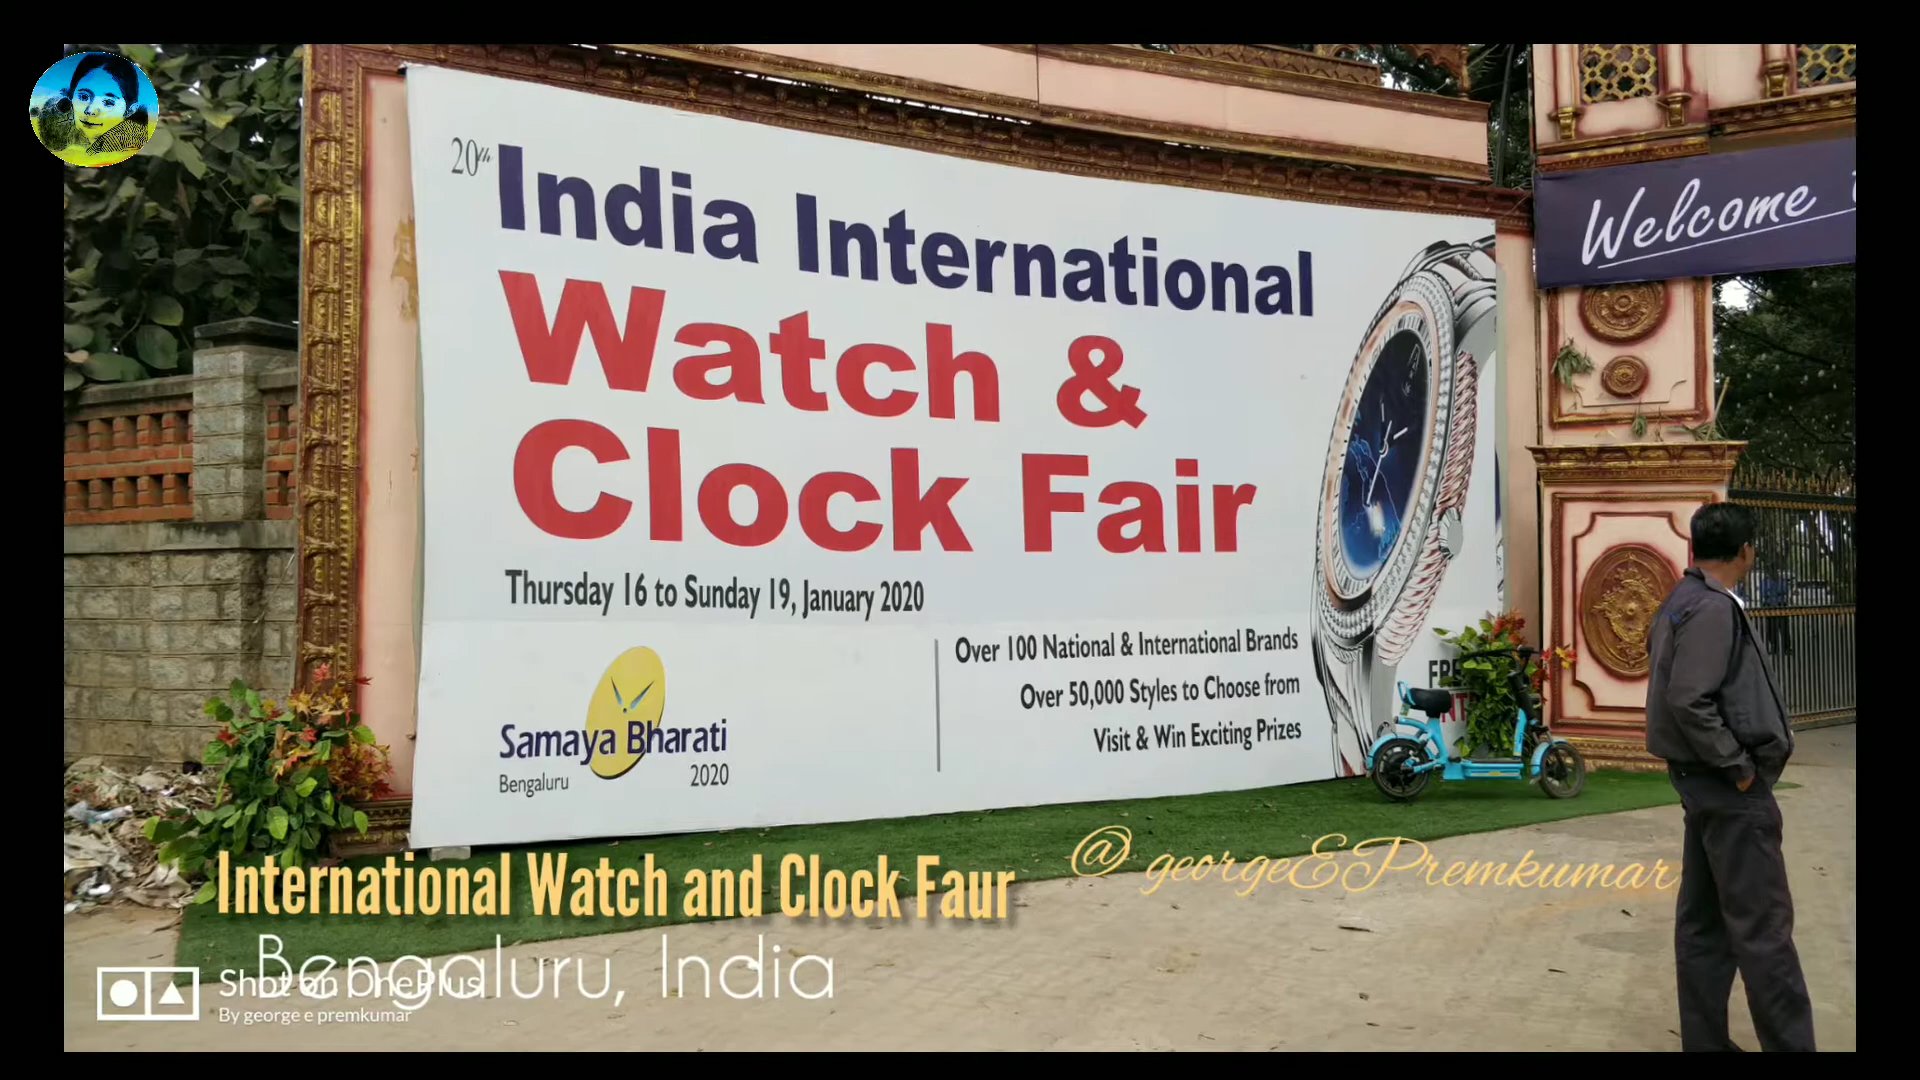 20th India International
Watch &
Clock Fair
Thursday 16 to Sunday 19, January 2020
Over 100 National & International Brands
Over 50,000 Styles to Choose from
Visit & Win Exciting Prizes
Samaya Bharati
Bengaluru 2020
Welcome
International Watch and Clock Faur
@ georgeEPremkumar
Bengaluru, India
Shot on OnePlus
By george e premkumar